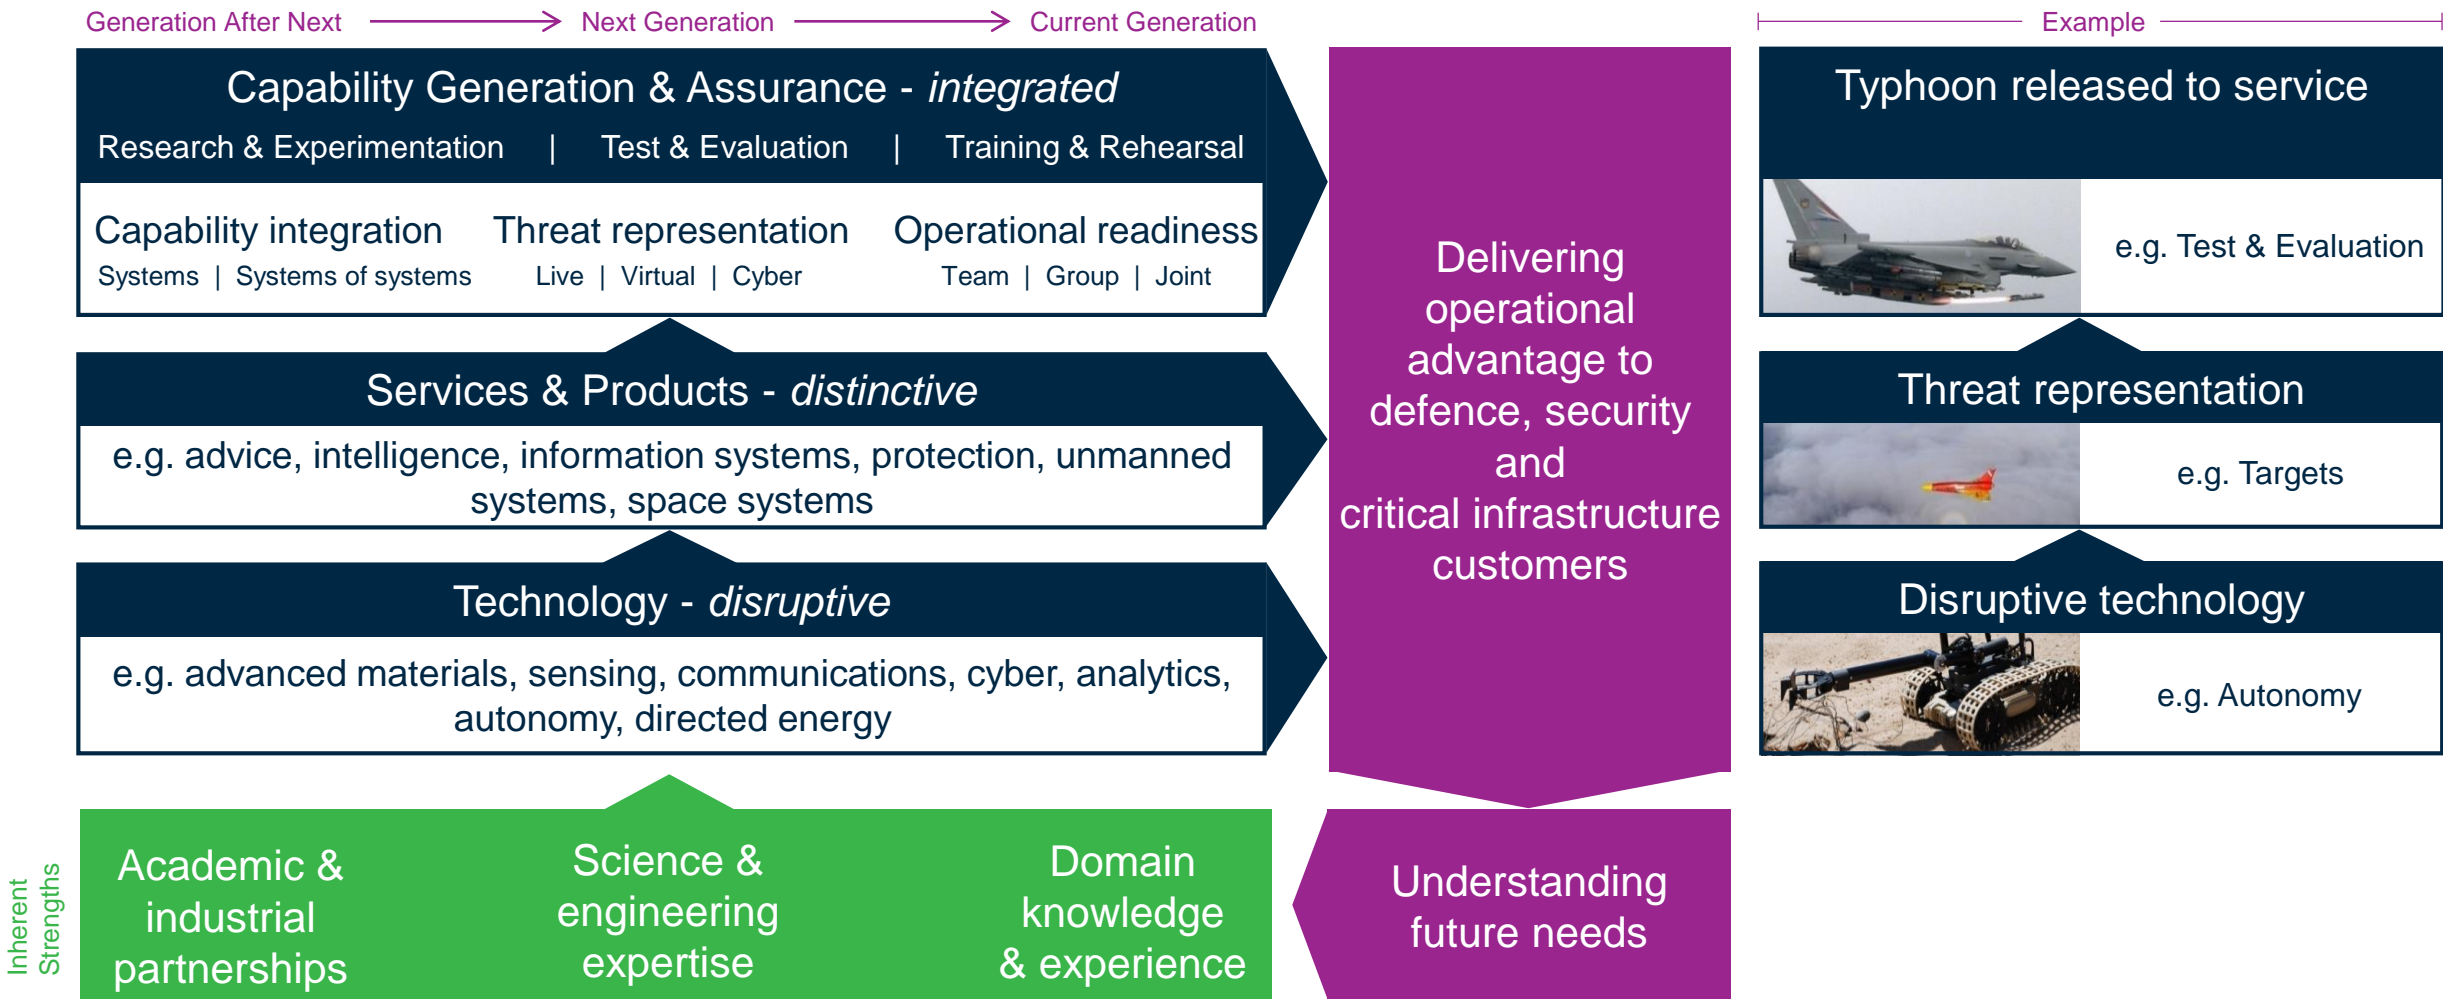 Generation After Next Next Generation Current Generation
Capability Generation & Assurance - integrated
Research & Experimentation | Test & Evaluation | Training & Rehearsal
Capability integration Threat representation Operational readiness
Systems | Systems of systems Live | Virtual | Cyber Team | Group | Joint
Services & Products - distinctive
e.g. advice, intelligence, information systems, protection, unmanned
systems, space systems
Technology - disruptive
e.g. advanced materials, sensing, communications, cyber, analytics,
autonomy, directed energy
Inherent
Strengths
Academic &
industrial
partnerships
Science &
engineering
expertise
Domain
knowledge
& experience
Delivering
operational
advantage to
defence, security
and
critical infrastructure
customers
Understanding
future needs
Example
Typhoon released to service
e.g. Test & Evaluation
Threat representation
e.g. Targets
Disruptive technology
e.g. Autonomy